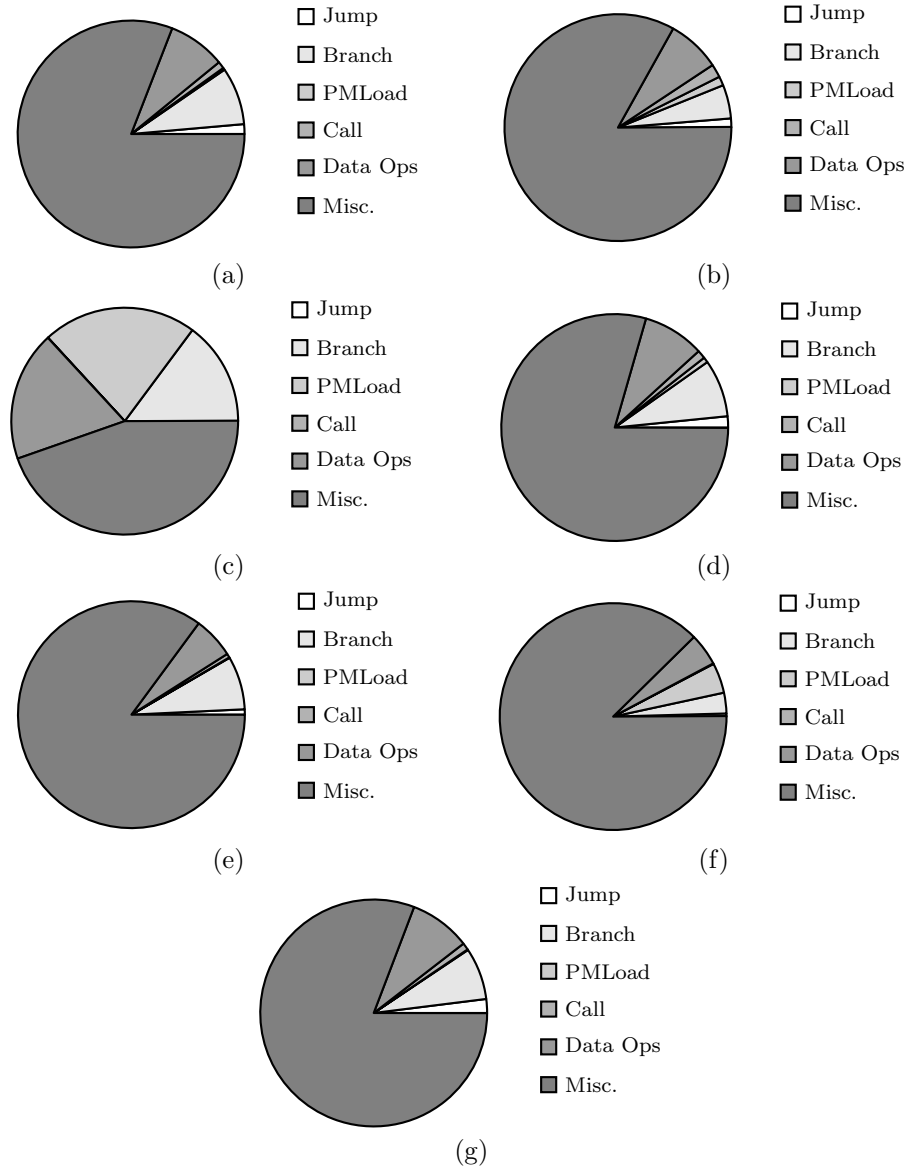 Jump
Branch
PMLoad
Call
Data Ops
Misc.
(a)
Jump
Branch
PMLoad
Call
Data Ops
Misc.
(b)
Jump
Branch
PMLoad
Call
Data Ops
Misc.
(c)
Jump
Branch
PMLoad
Call
Data Ops
Misc.
(d)
Jump
Branch
PMLoad
Call
Data Ops
Misc.
(e)
Jump
Branch
PMLoad
Call
Data Ops
Misc.
(f)
Jump
Branch
PMLoad
Call
Data Ops
Misc.
(g)